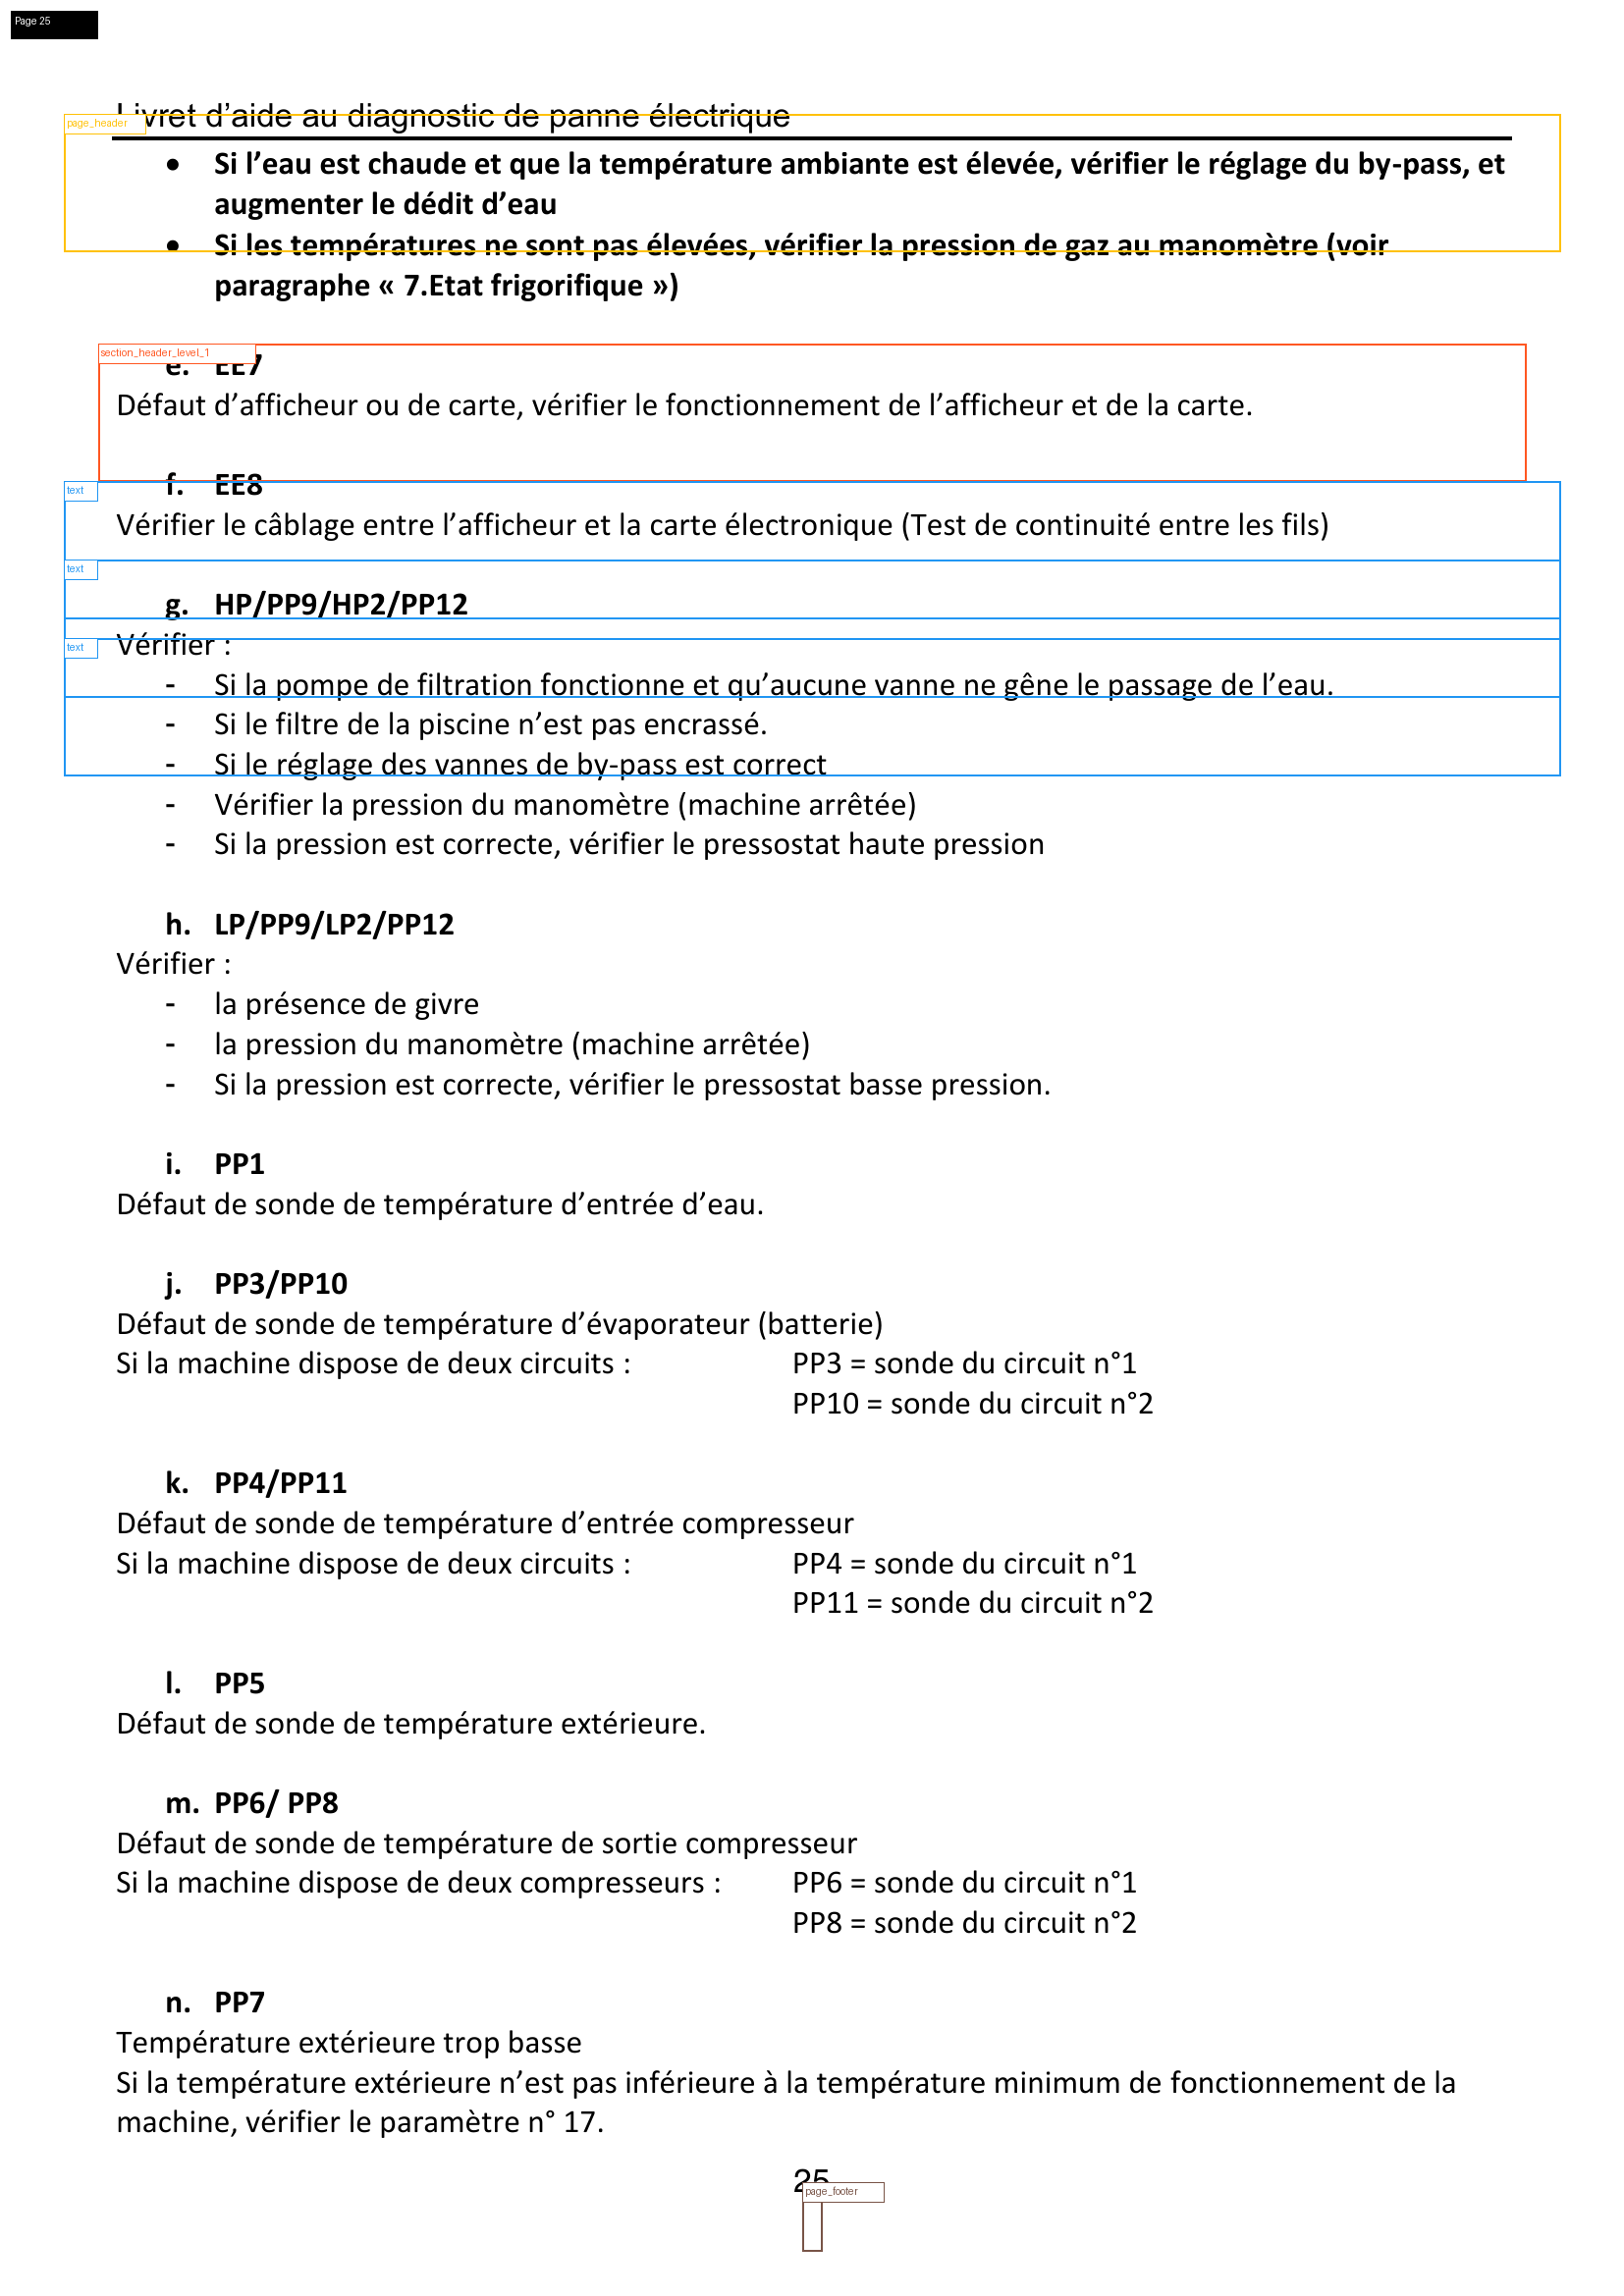 Page 25
Livret d’aide au diagnostic de panne électrique
page_header
• Si l’eau est chaude et que la température ambiante est élevée, vérifier le réglage du by-pass, et
augmenter le dédit d’eau
• Si les températures ne sont pas élevées, vérifier la pression de gaz au manomètre (voir
paragraphe « 7.Etat frigorifique »)
section_header_level_1
e. EE7
Défaut d’afficheur ou de carte, vérifier le fonctionnement de l’afficheur et de la carte.
f. EE8
text
Vérifier le câblage entre l’afficheur et la carte électronique (Test de continuité entre les fils)
text
g. HP/PP9/HP2/PP12
Vérifier :
text
- Si la pompe de filtration fonctionne et qu’aucune vanne ne gêne le passage de l’eau.
- Si le filtre de la piscine n’est pas encrassé.
- Si le réglage des vannes de by-pass est correct
- Vérifier la pression du manomètre (machine arrêtée)
- Si la pression est correcte, vérifier le pressostat haute pression
h. LP/PP9/LP2/PP12
Vérifier :
- la présence de givre
- la pression du manomètre (machine arrêtée)
- Si la pression est correcte, vérifier le pressostat basse pression.
i. PP1
Défaut de sonde de température d’entrée d’eau.
j. PP3/PP10
Défaut de sonde de température d’évaporateur (batterie)
Si la machine dispose de deux circuits : PP3 = sonde du circuit n°1
PP10 = sonde du circuit n°2
k. PP4/PP11
Défaut de sonde de température d’entrée compresseur
Si la machine dispose de deux circuits : PP4 = sonde du circuit n°1
PP11 = sonde du circuit n°2
l. PP5
Défaut de sonde de température extérieure.
m. PP6/ PP8
Défaut de sonde de température de sortie compresseur
Si la machine dispose de deux compresseurs : PP6 = sonde du circuit n°1
PP8 = sonde du circuit n°2
n. PP7
Température extérieure trop basse
Si la température extérieure n’est pas inférieure à la température minimum de fonctionnement de la
machine, vérifier le paramètre n° 17.
25
page_footer